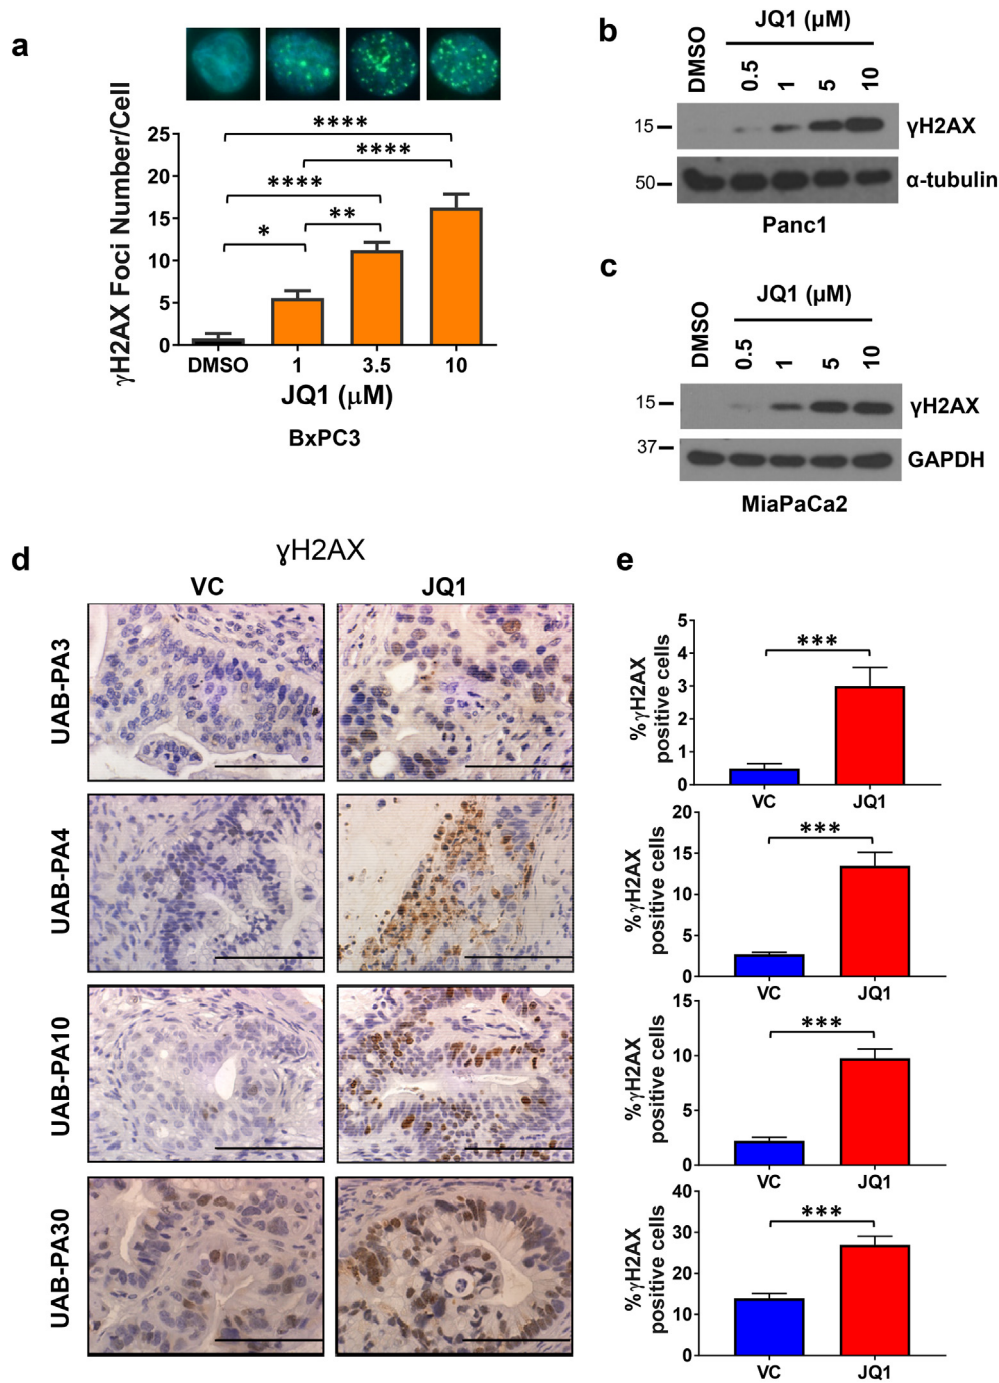 a
γH2AX Foci Number/Cell
25
20
15
10
5
0
****
****
****
**
*
DMSO 1 3.5 10
JQ1 (µM)
BxPC3
b
DMSO
JQ1 (µM)
0.5 1 5 10
15
γH2AX
50
α-tubulin
Panc1
c
DMSO
JQ1 (µM)
0.5 1 5 10
15
γH2AX
37
GAPDH
MiaPaCa2
d
ɣH2AX
VC JQ1
UAB-PA3
UAB-PA4
UAB-PA10
UAB-PA30
e
%γH2AX
positive cells
5
4
3
2
1
0
***
VC JQ1
%γH2AX
positive cells
20
15
10
5
0
***
VC JQ1
%γH2AX
positive cells
15
10
5
0
***
VC JQ1
%γH2AX
positive cells
40
30
20
10
0
***
VC JQ1